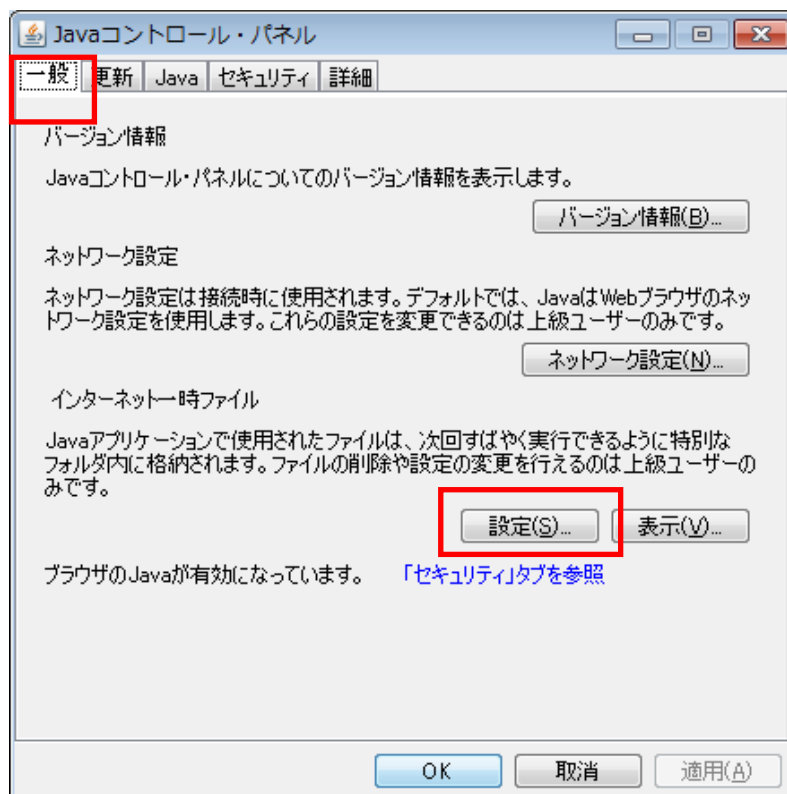 Javaコントロール・パネル
一般 更新 Java セキュリティ 詳細
バージョン情報
Javaコントロール・パネルについてのバージョン情報を表示します。
バージョン情報(B)...
ネットワーク設定
ネットワーク設定は接続時に使用されます。デフォルトでは、JavaはWebブラウザのネッ
トワーク設定を使用します。これらの設定を変更できるのは上級ユーザーのみです。
ネットワーク設定(N)...
インターネット一時ファイル
Javaアプリケーションで使用されたファイルは、次回すばやく実行できるように特別な
フォルダ内に格納されます。ファイルの削除や設定の変更を行えるのは上級ユーザーの
みです。
設定(S)... 表示(V)...
ブラウザのJavaが有効になっています。 「セキュリティ」タブを参照
OK 取消 適用(A)